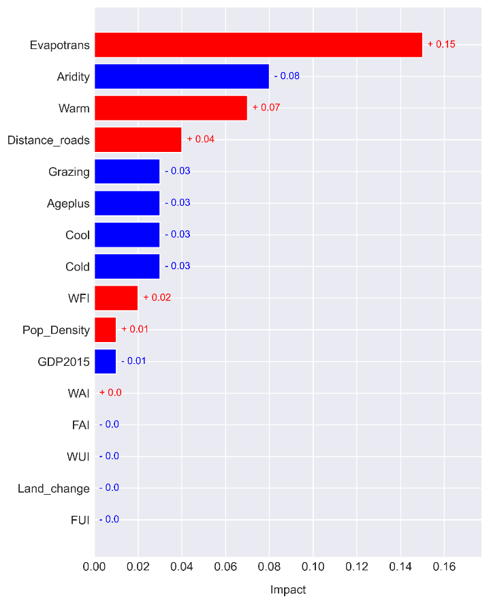 Evapotrans + 0.15
Aridity - 0.08
Warm + 0.07
Distance_roads + 0.04
Grazing - 0.03
Ageplus - 0.03
Cool - 0.03
Cold - 0.03
WFI + 0.02
Pop_Density + 0.01
GDP2015 - 0.01
WAI + 0.0
FAI - 0.0
WUI - 0.0
Land_change - 0.0
FUI - 0.0
0.00 0.02 0.04 0.06 0.08 0.10 0.12 0.14 0.16
Impact